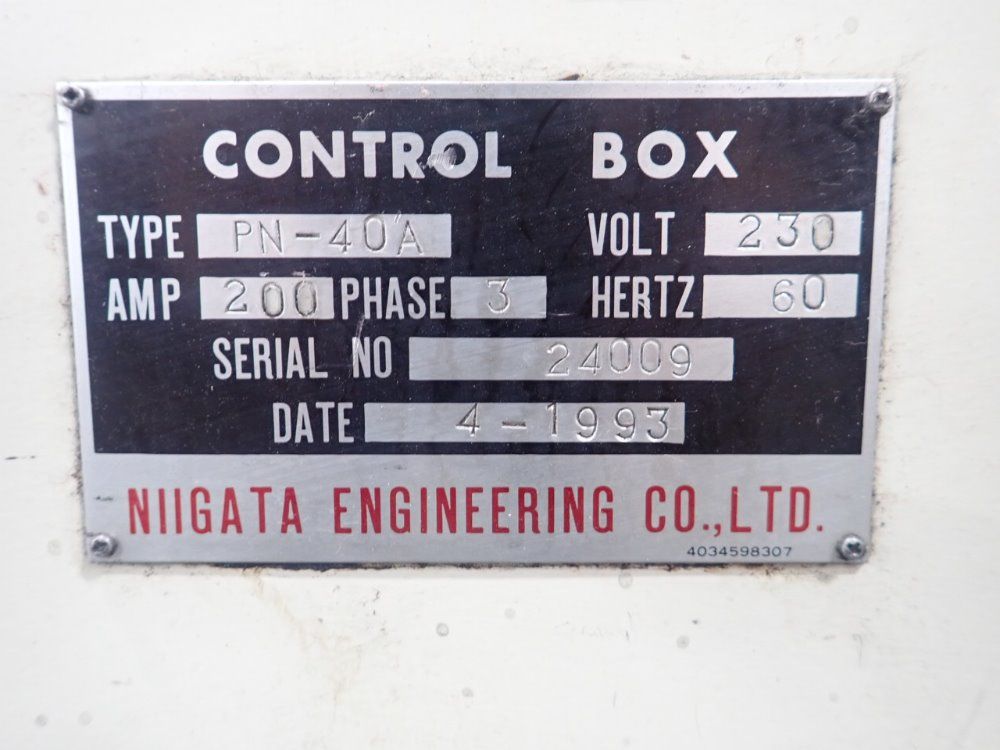 CONTROL BOX
TYPE PN-40A VOLT 230
AMP 200 PHASE 3 HERTZ 60
SERIAL NO 24009
DATE 4-1993
NIIGATA ENGINEERING CO.,LTD.
4034598307